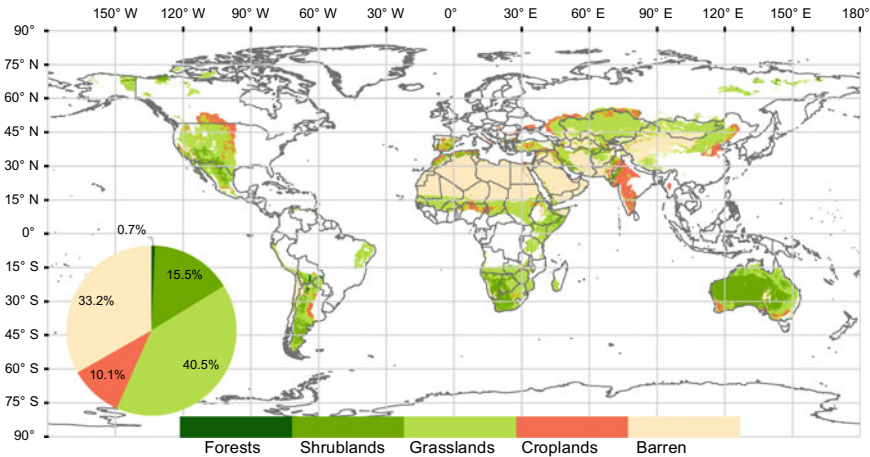 150° W 120° W 90° W 60° W 30° W 0° 30° E 60° E 90° E 120° E 150° E 180°
90°
75° N
60° N
45° N
30° N
15° N
0°
15° S
30° S
45° S
60° S
75° S
90°
0.7%
15.5%
33.2%
40.5%
10.1%
Forests Shrublands Grasslands Croplands Barren